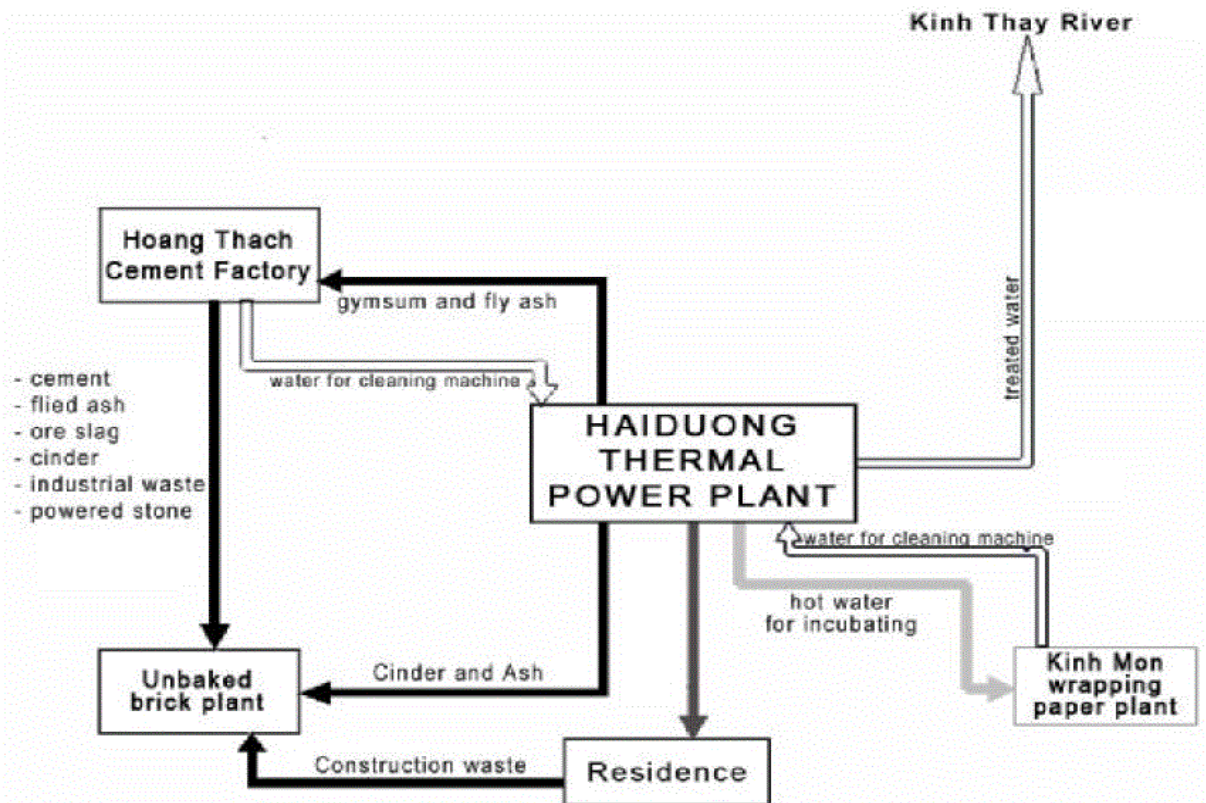 Kinh Thay River
treated water
Hoang Thach
Cement Factory
gymsum and fly ash
water for cleaning machine
- cement
- flied ash
- ore slag
- cinder
- industrial waste
- powered stone
HAIDUONG
THERMAL
POWER PLANT
water for cleaning machine
hot water
for incubating
Kinh Mon
wrapping
paper plant
Unbaked
brick plant
Cinder and Ash
Construction waste
Residence